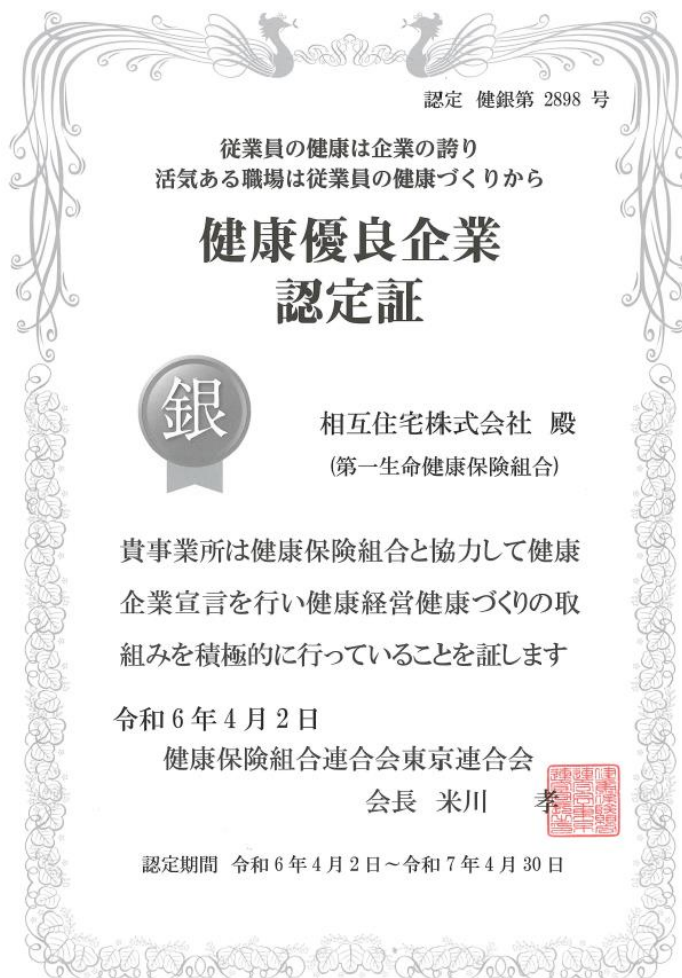 認定 健銀第 2898 号
従業員の健康は企業の誇り
活気ある職場は従業員の健康づくりから
健康優良企業
認定証
銀
相互住宅株式会社 殿
(第一生命健康保険組合)
貴事業所は健康保険組合と協力して健康
企業宣言を行い健康経営健康づくりの取
組みを積極的に行っていることを証します
令和6年4月2日
健康保険組合連合会東京連合会
会長 米川 孝
認定期間 令和6年4月2日～令和7年4月30日